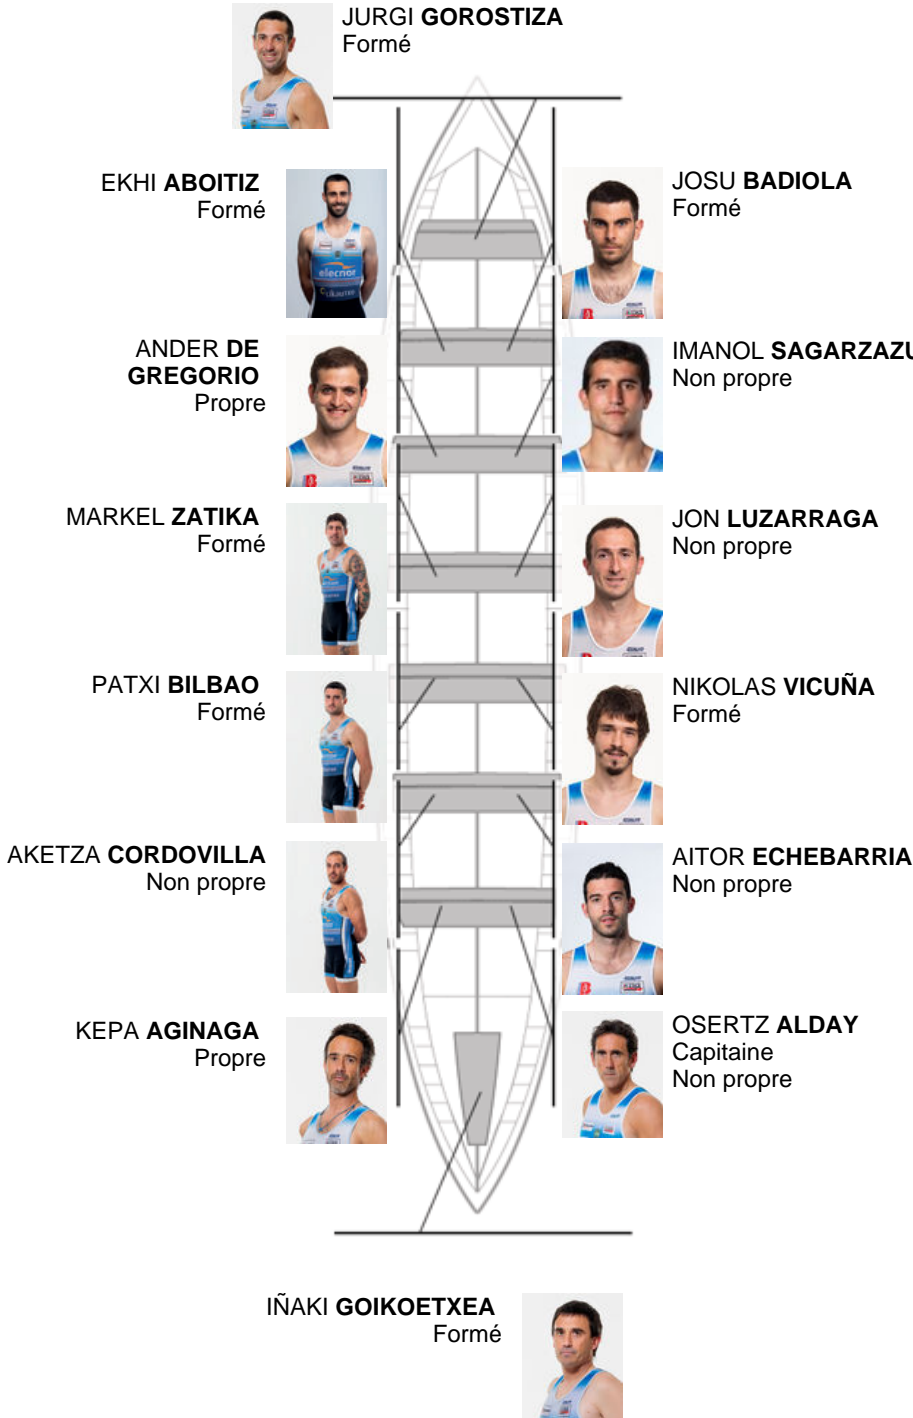 JURGI GOROSTIZA
Formé
EKHI ABOITIZ
Formé
JOSU BADIOLA
Formé
elecnor
ANDER DE
GREGORIO
Propre
IMANOL SAGARZAZU
Non propre
MARKEL ZATIKA
Formé
JON LUZARRAGA
Non propre
PATXI BILBAO
Formé
NIKOLAS VICUÑA
Formé
AKETZA CORDOVILLA
Non propre
AITOR ECHEBARRIA
Non propre
KEPA AGINAGA
Propre
OSERTZ ALDAY
Capitaine
Non propre
IÑAKI GOIKOETXEA
Formé